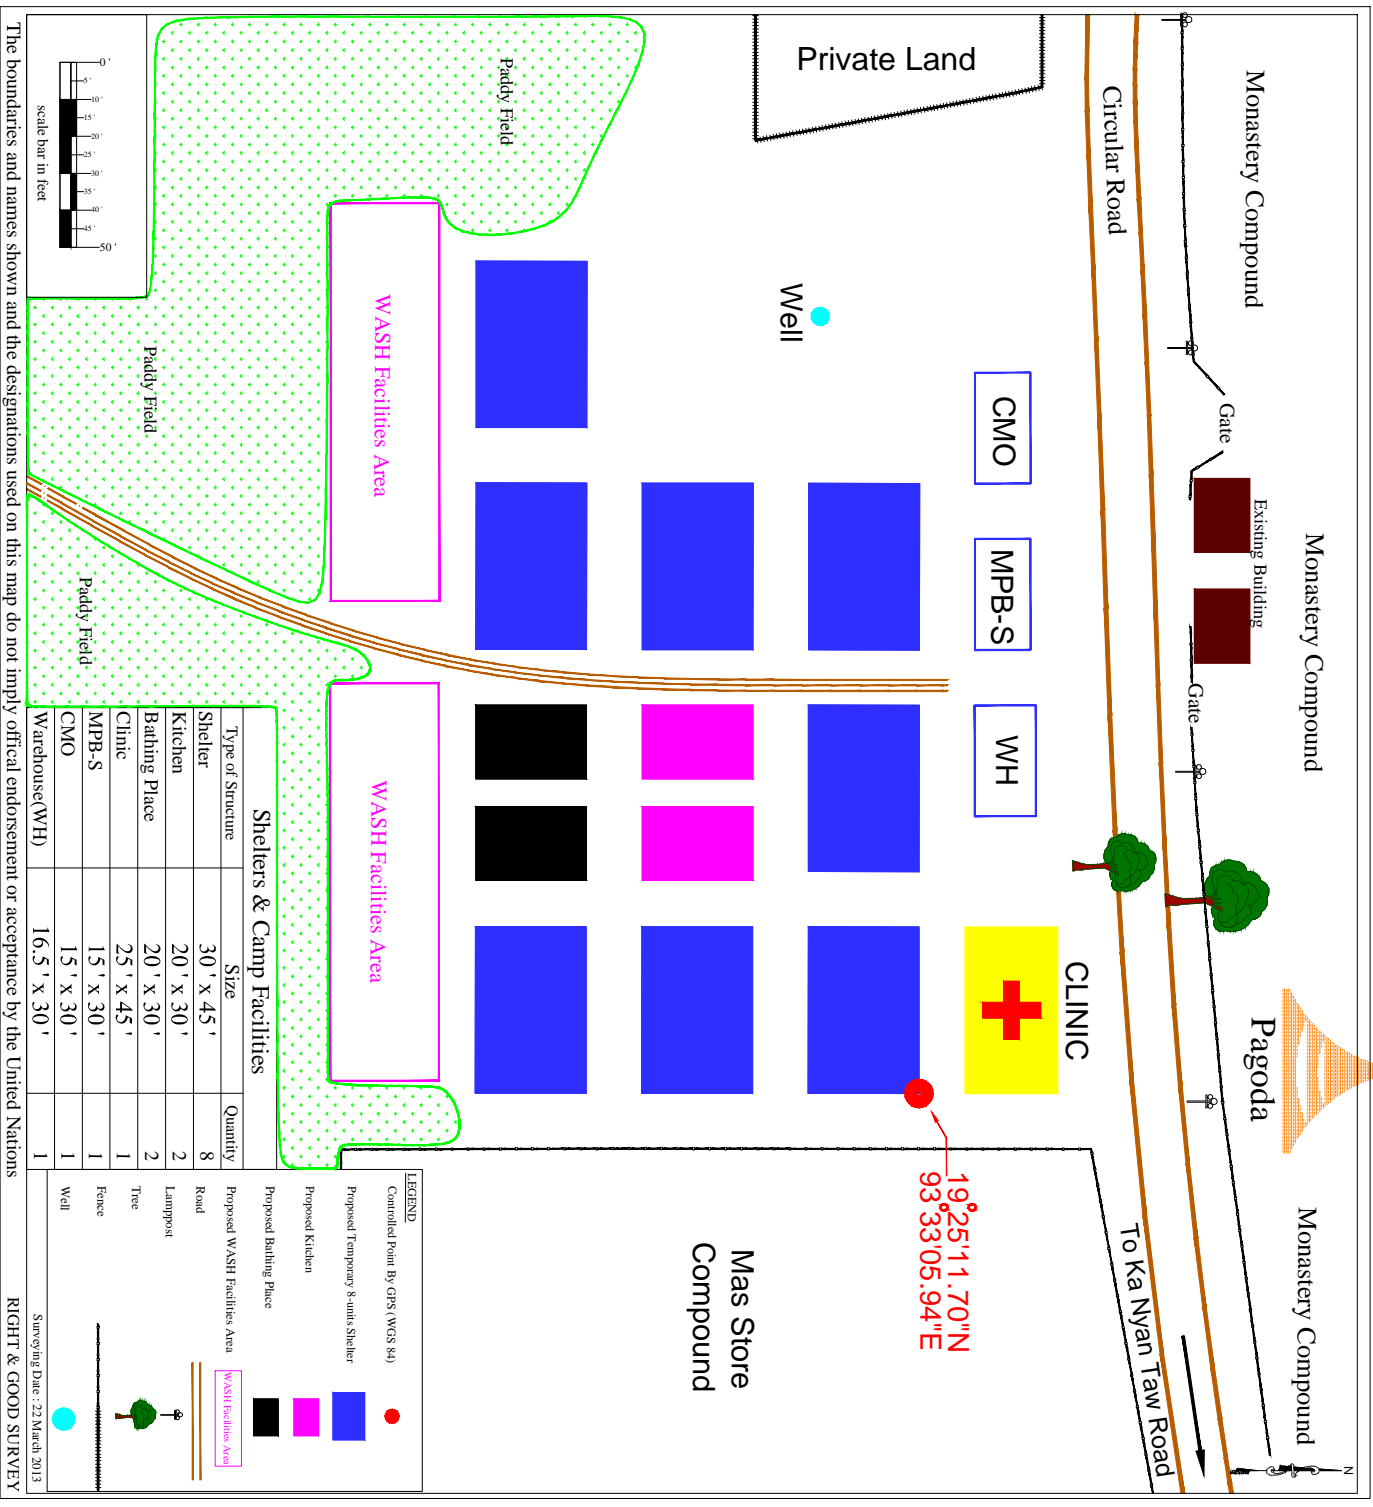 Monastery Compound
Monastery Compound
Monastery Compound
Gate
Existing Building
Gate
Pagoda
N
Circular Road
To Ka Nyan Taw Road
Private Land
CMO
MPB-S
WH
CLINIC
Well
19°25'11.70"N
93°33'05.94"E
Mas Store
Compound
Paddy Field
WASH Facilities Area
WASH Facilities Area
Paddy Field
Paddy Field
0 '
5 '
10 '
15 '
20 '
25 '
30 '
35 '
40 '
45 '
50 '
scale bar in feet
Shelters & Camp Facilities
Type of Structure Size Quantity
Shelter 30 ' x 45 ' 8
Kitchen 20 ' x 30 ' 2
Bathing Place 20 ' x 30 ' 2
Clinic 25 ' x 45 ' 1
MPB-S 15 ' x 30 ' 1
CMO 15 ' x 30 ' 1
Warehouse(WH) 16.5 ' x 30 ' 1
LEGEND
Controlled Point By GPS (WGS 84)
Proposed Temporary 8-units Shelter
Proposed Kitchen
Proposed Bathing Place
Proposed WASH Facilities Area WASH Facilities Area
Road
Lamppost
Tree
Fence
Well
Surveying Date : 22 March 2013
The boundaries and names shown and the designations used on this map do not imply offical endorsement or acceptance by the United Nations
RIGHT & GOOD SURVEY